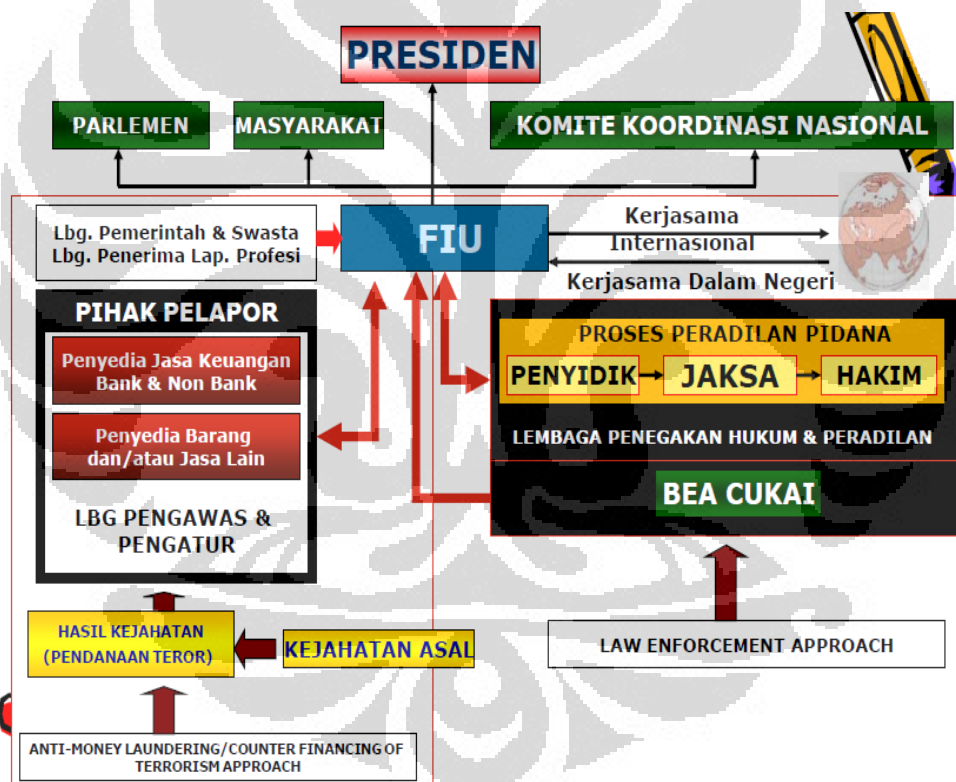 PRESIDEN
PARLEMEN
MASYARAKAT
KOMITE KOORDINASI NASIONAL
Lbg. Pemerintah & Swasta
Lbg. Penerima Lap. Profesi
FIU
Kerjasama
Internasional
Kerjasama Dalam Negeri
PIHAK PELAPOR
Penyedia Jasa Keuangan
Bank & Non Bank
Penyedia Barang
dan/atau Jasa Lain
LBG PENGAWAS &
PENGATUR
PROSES PERADILAN PIDANA
PENYIDIK
JAKSA
HAKIM
LEMBAGA PENEGAKAN HUKUM & PERADILAN
BEA CUKAI
HASIL KEJAHATAN
(PENDANAAN TEROR)
KEJAHATAN ASAL
LAW ENFORCEMENT APPROACH
ANTI-MONEY LAUNDERING/COUNTER FINANCING OF
TERRORISM APPROACH